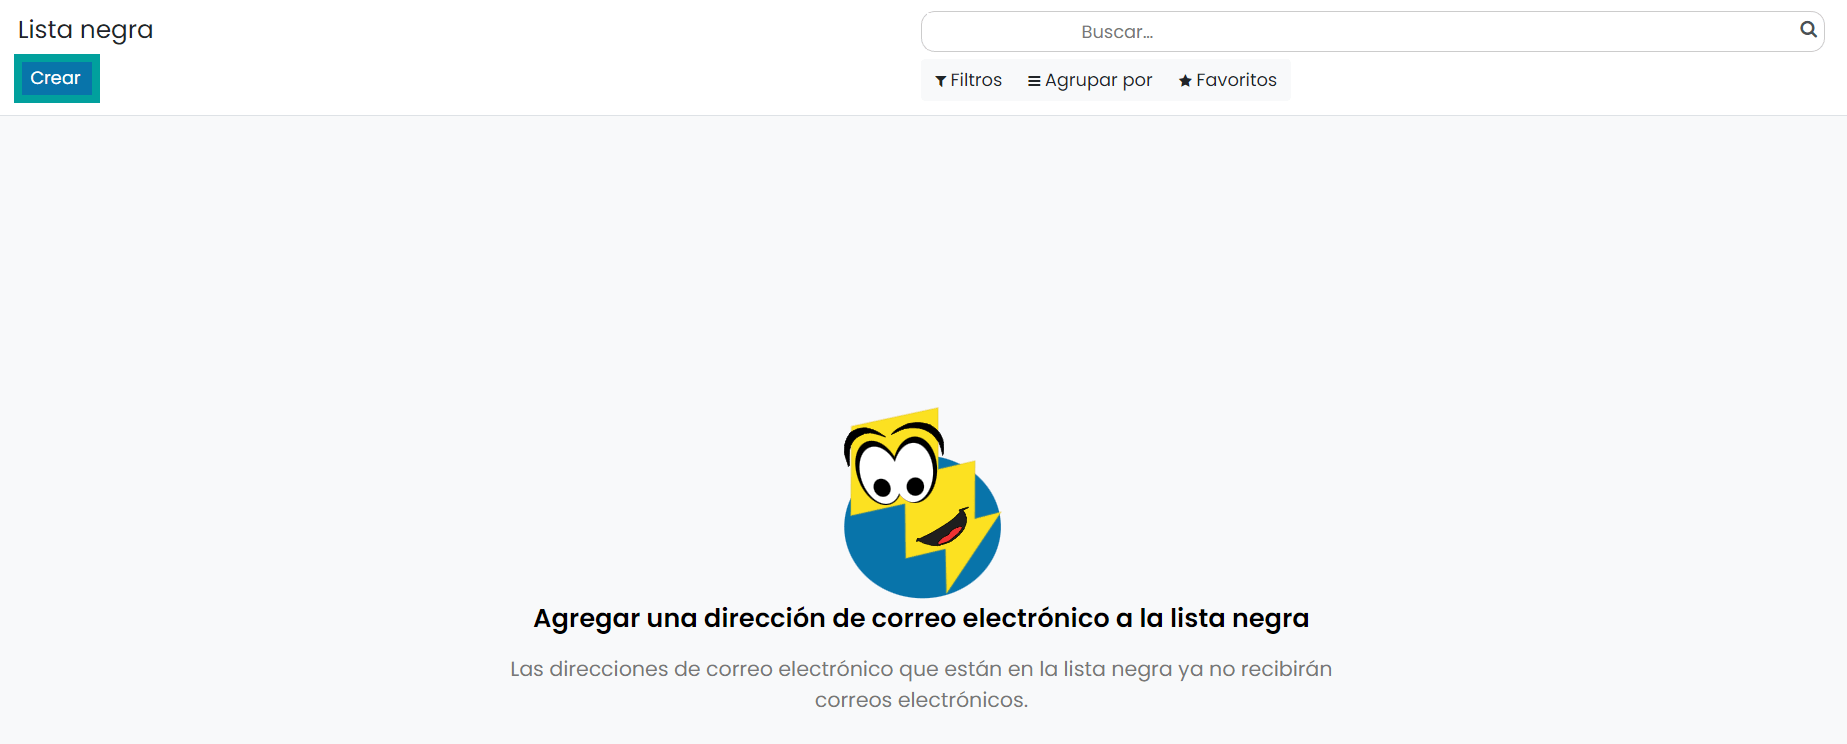 Lista negra
Buscar...
Crear
Filtros Agrupar por Favoritos
Agregar una dirección de correo electrónico a la lista negra
Las direcciones de correo electrónico que están en la lista negra ya no recibirán
correos electrónicos.